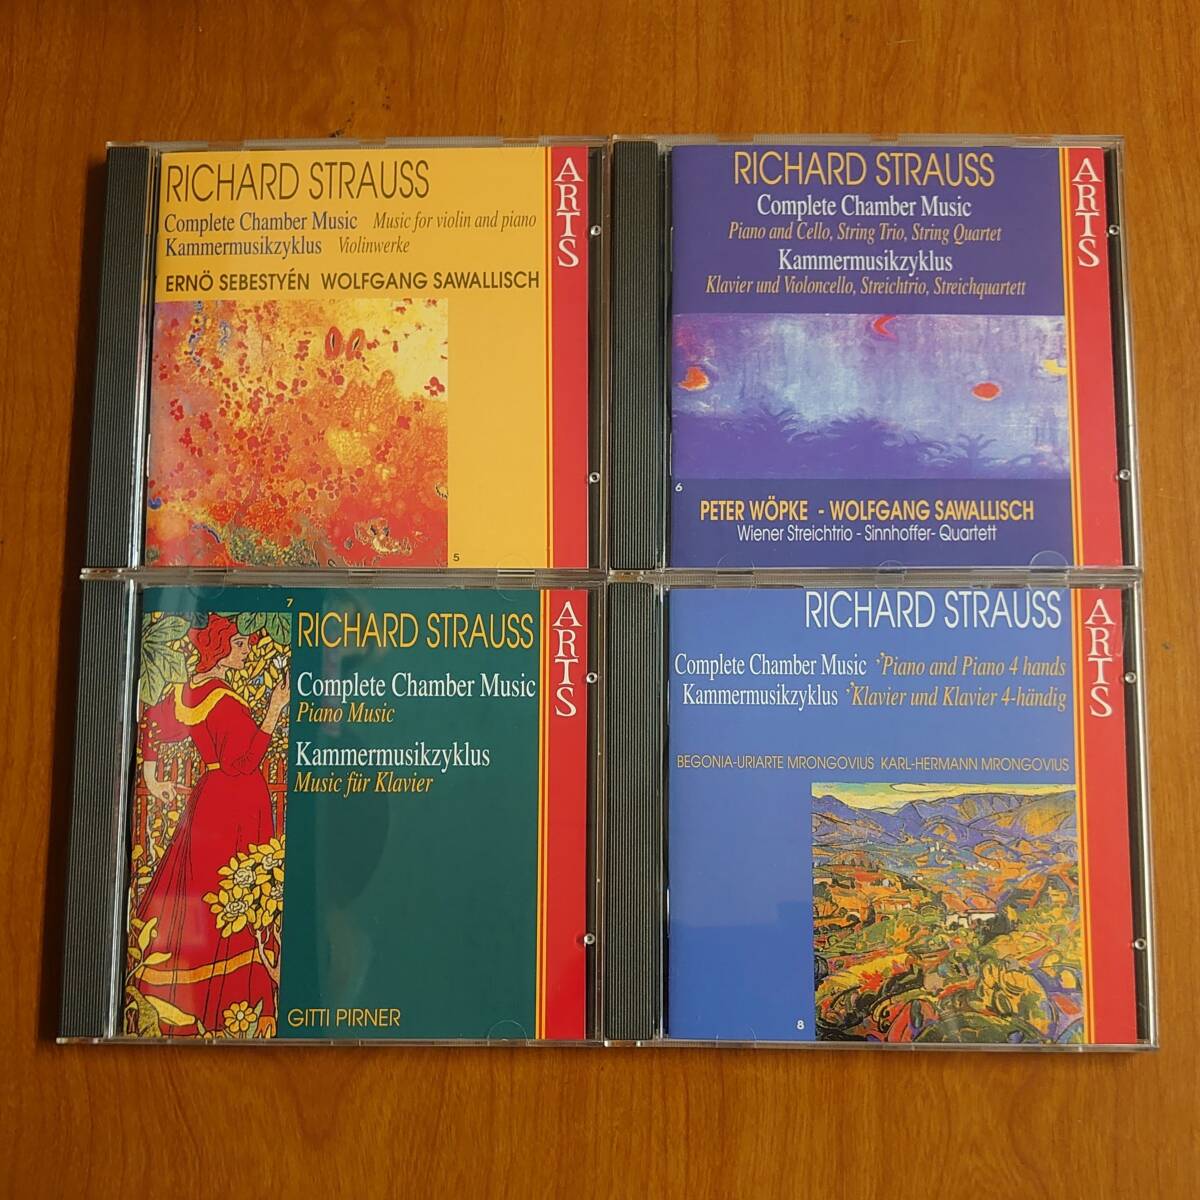 RICHARD STRAUSS
Complete Chamber Music Music for violin and piano
Kammermusikzyklus Violinwerke
ERNÖ SEBESTYÉN WOLFGANG SAWALLISCH
5
ARTS
RICHARD STRAUSS
Complete Chamber Music
Piano and Cello, String Trio, String Quartet
Kammermusikzyklus
Klavier und Violoncello, Streichtrio, Streichquartett
6
PETER WÖPKE - WOLFGANG SAWALLISCH
Wiener Streichtrio - Sinnhoffer- Quartett
ARTS
7
RICHARD STRAUSS
Complete Chamber Music
Piano Music
Kammermusikzyklus
Music für Klavier
GITTI PIRNER
ARTS
RICHARD STRAUSS
Complete Chamber Music Piano and Piano 4 hands
Kammermusikzyklus Klavier und Klavier 4-händig
BEGONIA-URIARTE MRONGOVIUS KARL-HERMANN MRONGOVIUS
8
ARTS